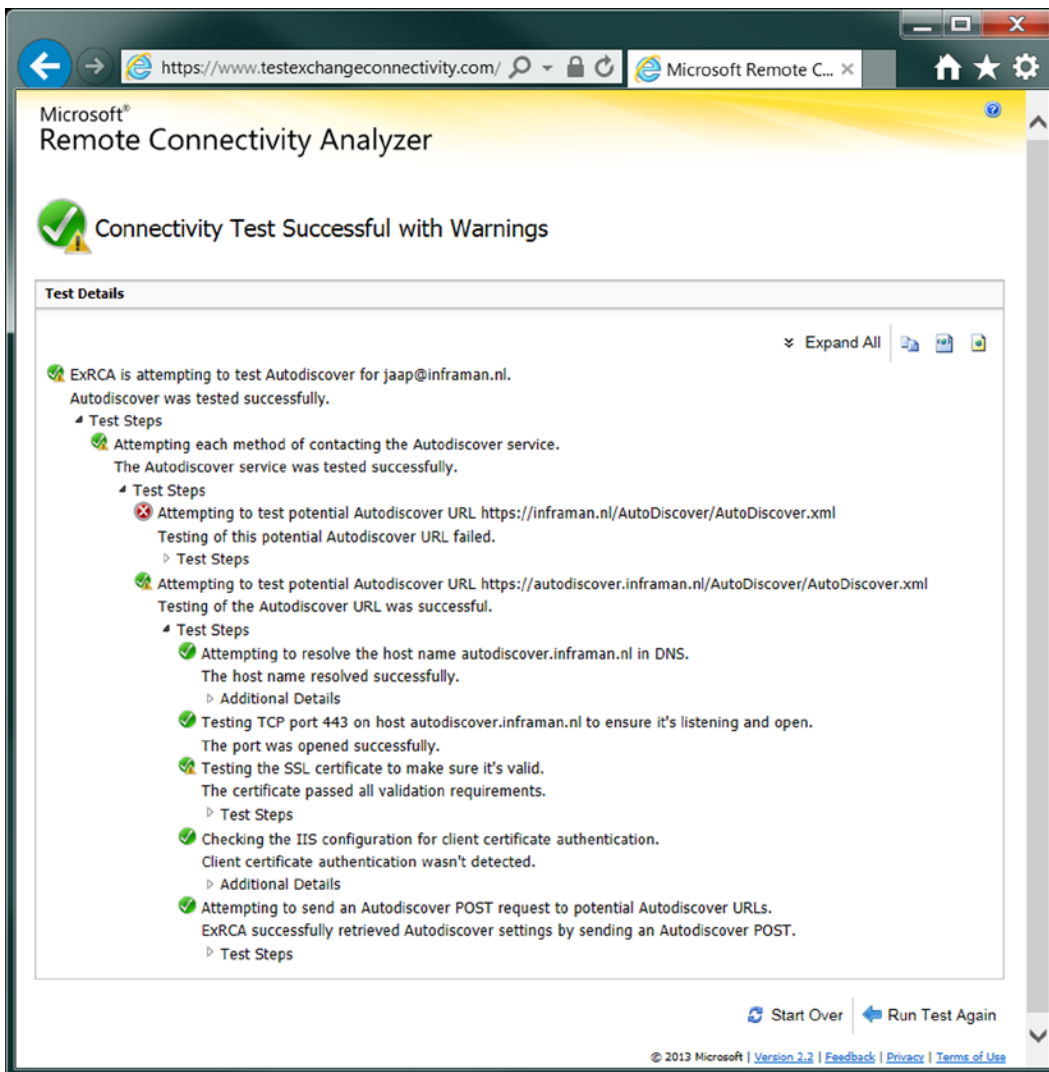 https://www.testexchangeconnectivity.com/
Microsoft Remote C...
Microsoft®
Remote Connectivity Analyzer
Connectivity Test Successful with Warnings
Test Details
Expand All
ExRCA is attempting to test Autodiscover for jaap@inframan.nl.
Autodiscover was tested successfully.
Test Steps
Attempting each method of contacting the Autodiscover service.
The Autodiscover service was tested successfully.
Test Steps
Attempting to test potential Autodiscover URL https://inframan.nl/AutoDiscover/AutoDiscover.xml
Testing of this potential Autodiscover URL failed.
Test Steps
Attempting to test potential Autodiscover URL https://autodiscover.inframan.nl/AutoDiscover/AutoDiscover.xml
Testing of the Autodiscover URL was successful.
Test Steps
Attempting to resolve the host name autodiscover.inframan.nl in DNS.
The host name resolved successfully.
Additional Details
Testing TCP port 443 on host autodiscover.inframan.nl to ensure it's listening and open.
The port was opened successfully.
Testing the SSL certificate to make sure it's valid.
The certificate passed all validation requirements.
Test Steps
Checking the IIS configuration for client certificate authentication.
Client certificate authentication wasn't detected.
Additional Details
Attempting to send an Autodiscover POST request to potential Autodiscover URLs.
ExRCA successfully retrieved Autodiscover settings by sending an Autodiscover POST.
Test Steps
Start Over | Run Test Again
© 2013 Microsoft | Version 2.2 | Feedback | Privacy | Terms of Use